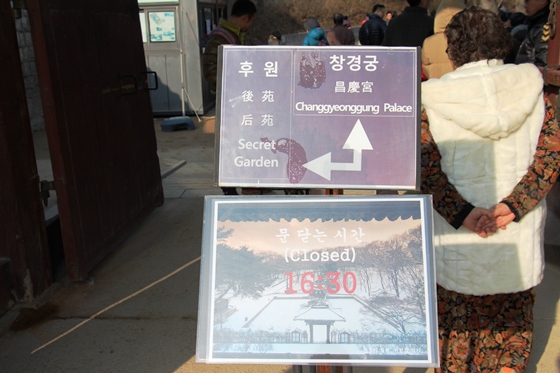 후 원
後 苑
后 苑
Secret
Garden
창경궁
昌慶宮
Changgyeonggung Palace
문 닫는 시간
(Closed)
16:30